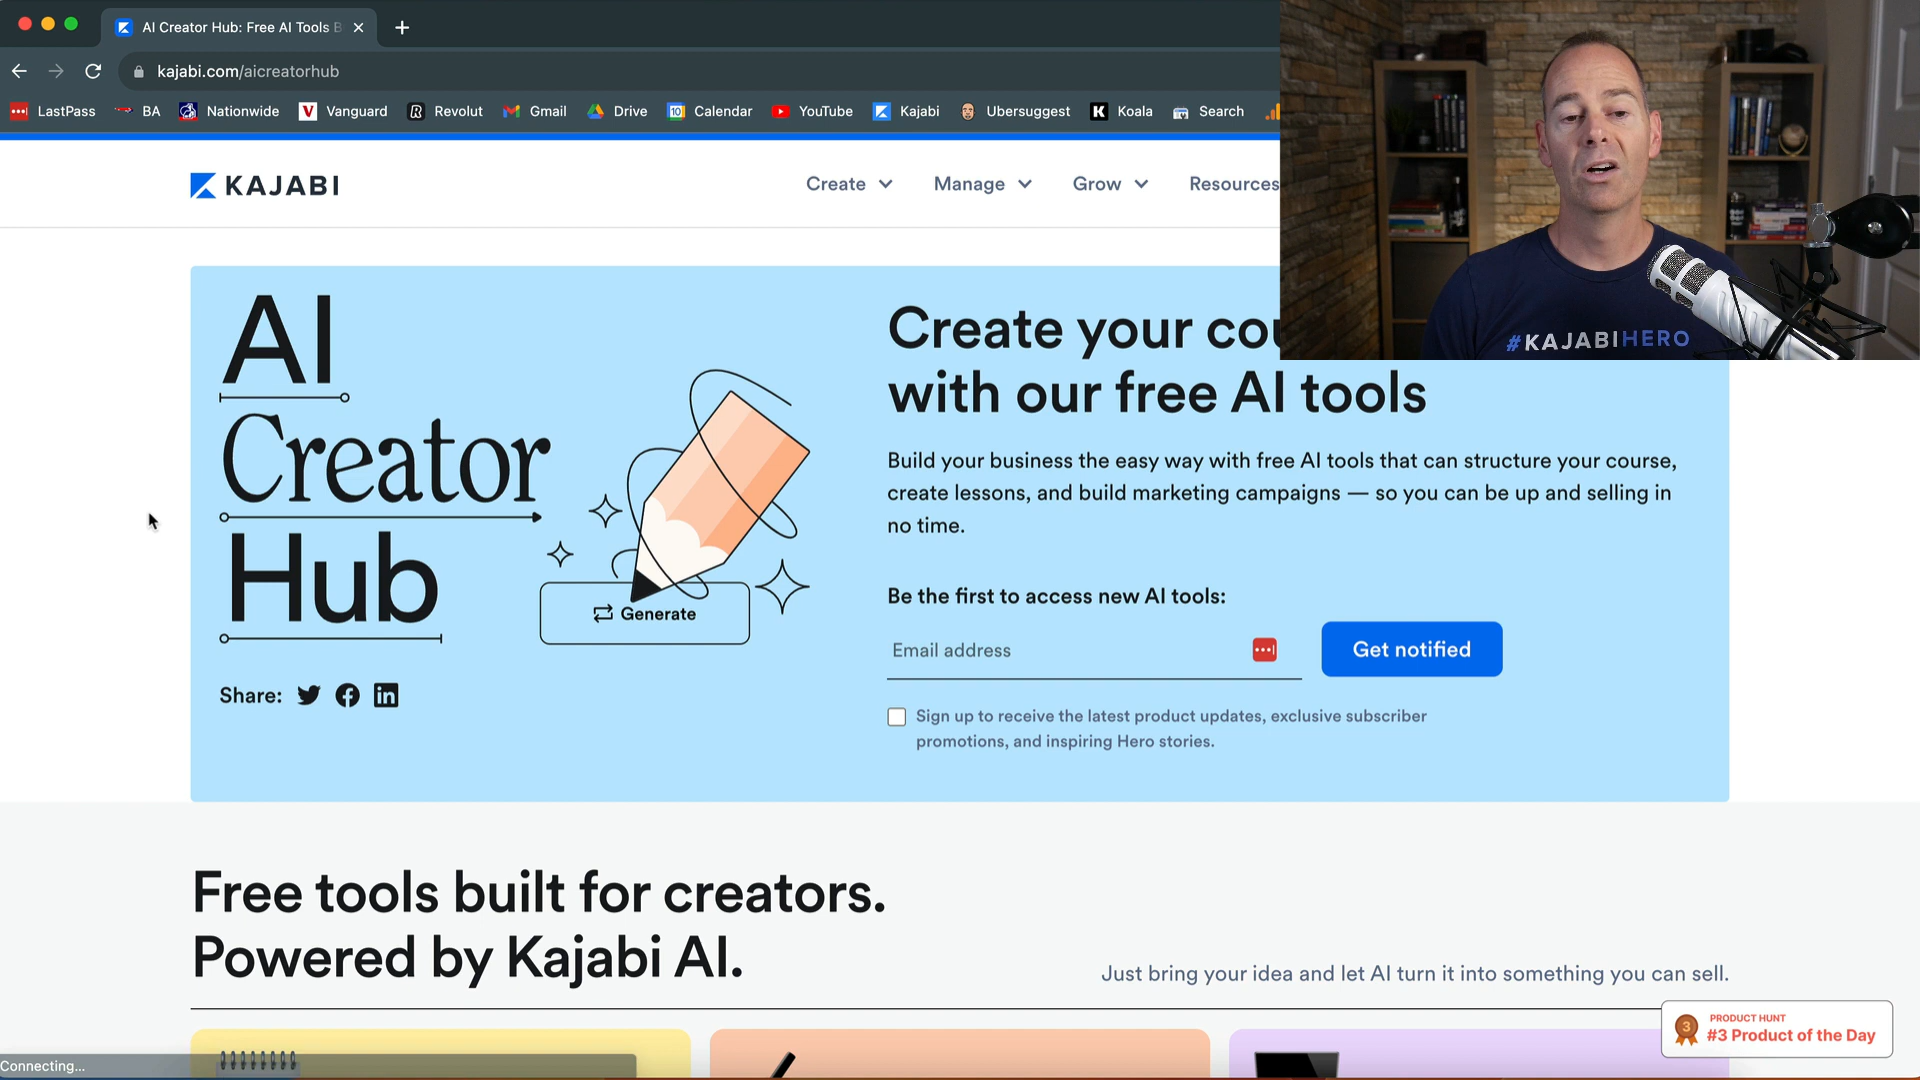 AI Creator Hub: Free AI Tools B
kajabi.com/aicreatorhub
LastPass BA Nationwide Vanguard Revolut Gmail Drive Calendar YouTube Kajabi Ubersuggest Koala Search
KAJABI
Create Manage Grow Resources
#KAJABIHERO
AI
Creator
Hub
Generate
Share:
Create your cou
with our free AI tools
Build your business the easy way with free AI tools that can structure your course,
create lessons, and build marketing campaigns — so you can be up and selling in
no time.
Be the first to access new AI tools:
Email address
Get notified
Sign up to receive the latest product updates, exclusive subscriber
promotions, and inspiring Hero stories.
Free tools built for creators.
Powered by Kajabi AI.
Just bring your idea and let AI turn it into something you can sell.
3
PRODUCT HUNT
#3 Product of the Day
Connecting...